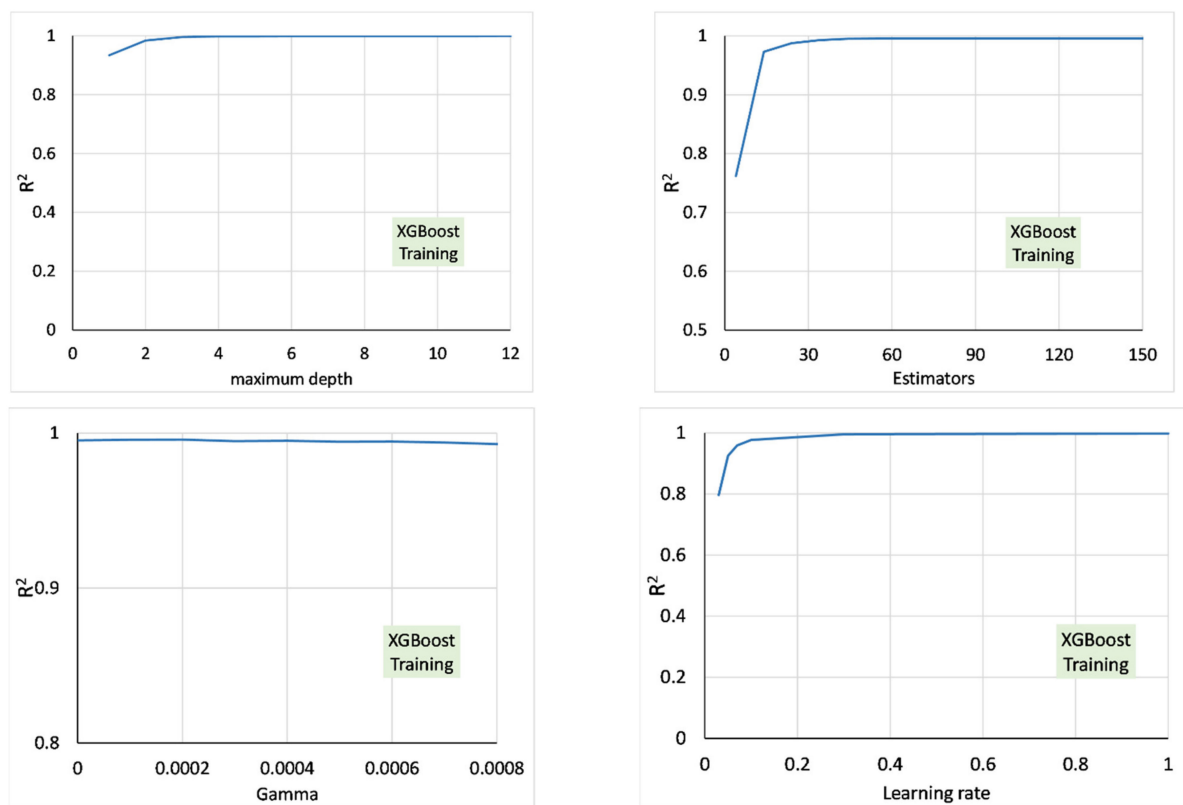 1
0.8
0.6
R²
0.4
0.2
0
0 2 4 6 8 10 12
maximum depth
XGBoost
Training
1
0.9
0.8
R²
0.7
0.6
0.5
0 30 60 90 120 150
Estimators
XGBoost
Training
1
R²
0.9
0.8
0 0.0002 0.0004 0.0006 0.0008
Gamma
XGBoost
Training
1
0.8
0.6
R²
0.4
0.2
0
0 0.2 0.4 0.6 0.8 1
Learning rate
XGBoost
Training